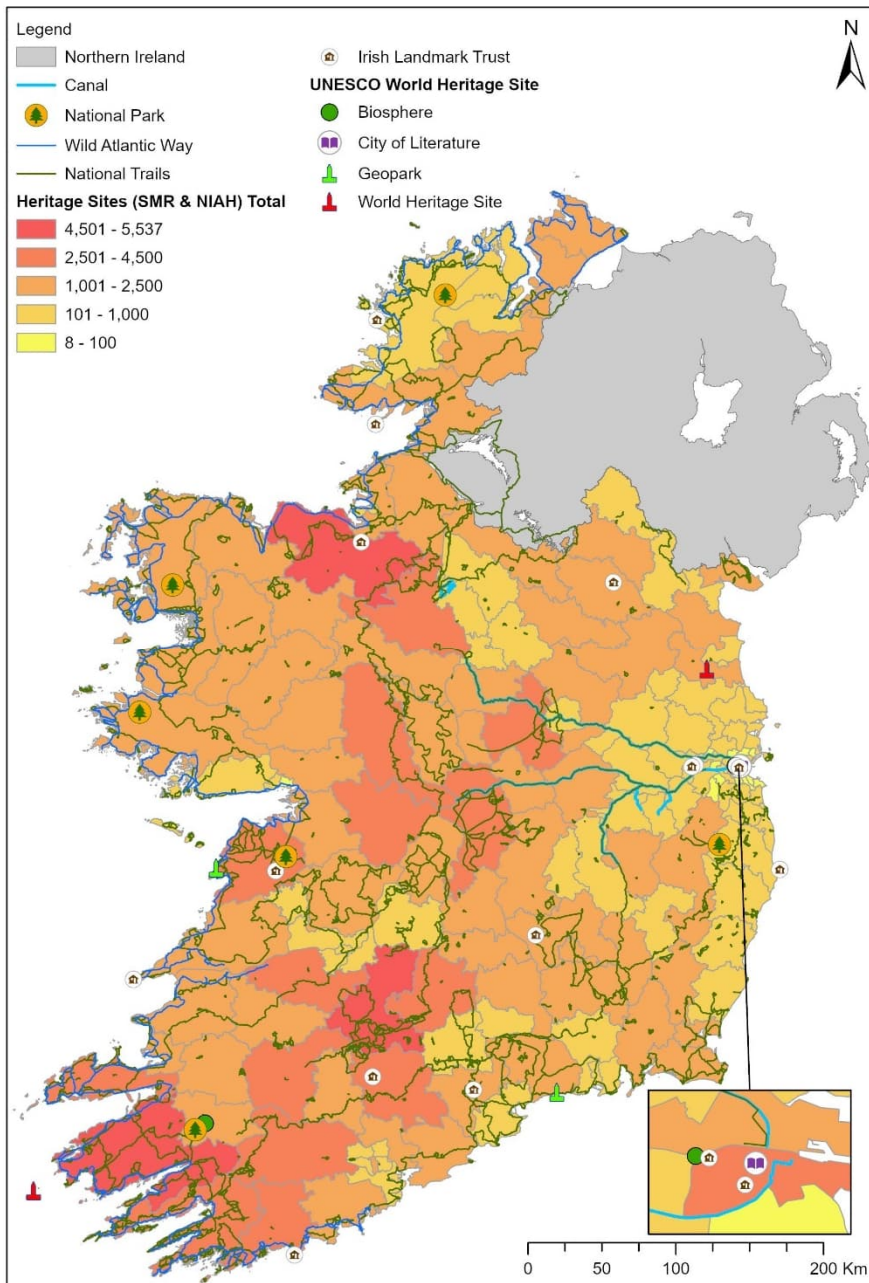 Legend
Northern Ireland
Canal
National Park
Wild Atlantic Way
National Trails
Heritage Sites (SMR & NIAH) Total
4,501 - 5,537
2,501 - 4,500
1,001 - 2,500
101 - 1,000
8 - 100
Irish Landmark Trust
UNESCO World Heritage Site
Biosphere
City of Literature
Geopark
World Heritage Site
N
0 50 100 200 Km